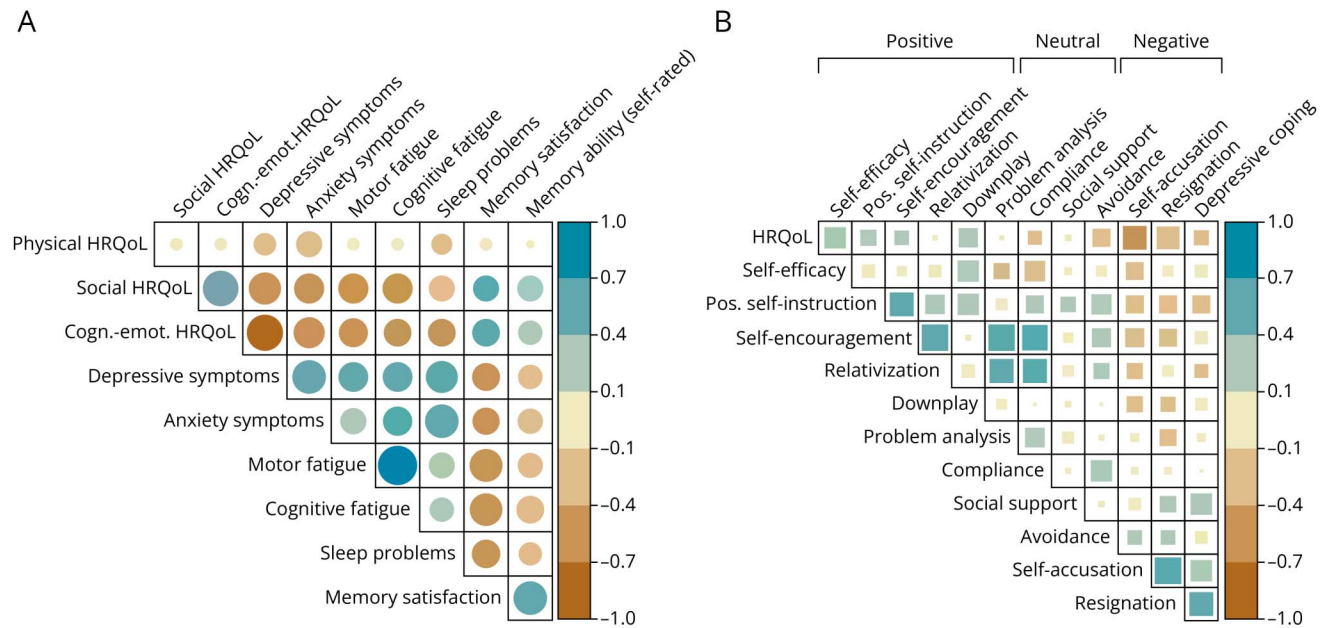 A
B
Positive
Neutral
Negative
Social HRQoL
Cogn.-emot.HRQoL
Depressive symptoms
Anxiety symptoms
Motor fatigue
Cognitive fatigue
Sleep problems
Memory satisfaction
Memory ability (self-rated)
Physical HRQoL
Social HRQoL
Cogn.-emot. HRQoL
Depressive symptoms
Anxiety symptoms
Motor fatigue
Cognitive fatigue
Sleep problems
Memory satisfaction
1.0
0.7
0.4
0.1
–0.1
–0.4
–0.7
–1.0
Self-efficacy
Pos. self-instruction
Self-encouragement
Relativization
Downplay
Problem analysis
Compliance
Social support
Avoidance
Self-accusation
Resignation
Depressive coping
HRQoL
Self-efficacy
Pos. self-instruction
Self-encouragement
Relativization
Downplay
Problem analysis
Compliance
Social support
Avoidance
Self-accusation
Resignation
1.0
0.7
0.4
0.1
–0.1
–0.4
–0.7
–1.0